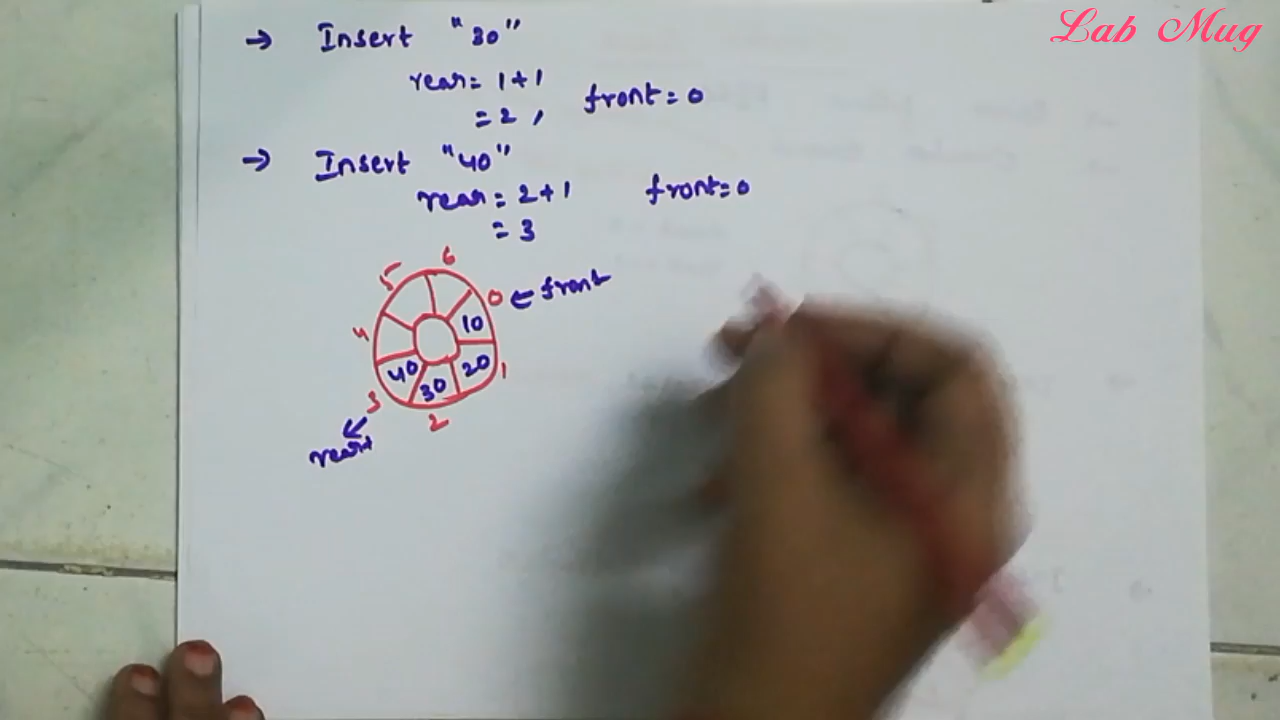 Lab Mug
→ Insert "30"
rear = 1+1
= 2, front = 0
→ Insert "40"
rear = 2+1 front = 0
= 3
6
5 0 ← front
4 10
40 20 1
30
3
2
rear